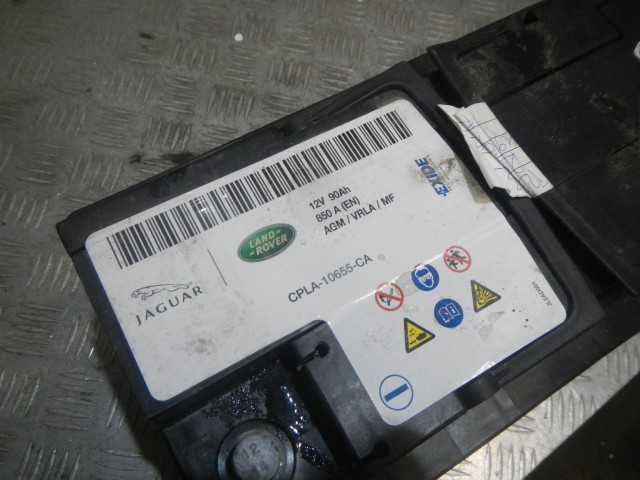 JAGUAR
LAND-
-ROVER
12V 90Ah
850 A (EN)
AGM / VRLA / MF
CPLA-10655-CA
EXIDE